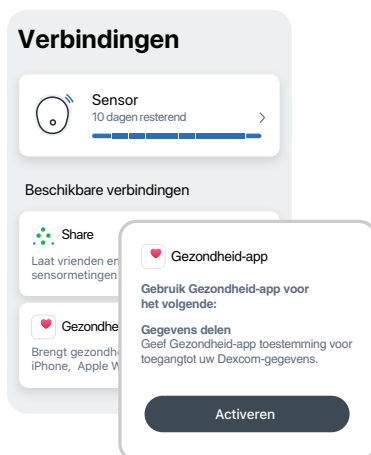 Verbindingen
Sensor
10 dagen resterend
Beschikbare verbindingen
Share
Laat vrienden en
sensormetingen
Gezondhe
Brengt gezondh
iPhone, Apple W
Gezondheid-app
Gebruik Gezondheid-app voor
het volgende:
Gegevens delen
Geef Gezondheid-app toestemming voor
toegangtot uw Dexcom-gegevens.
Activeren